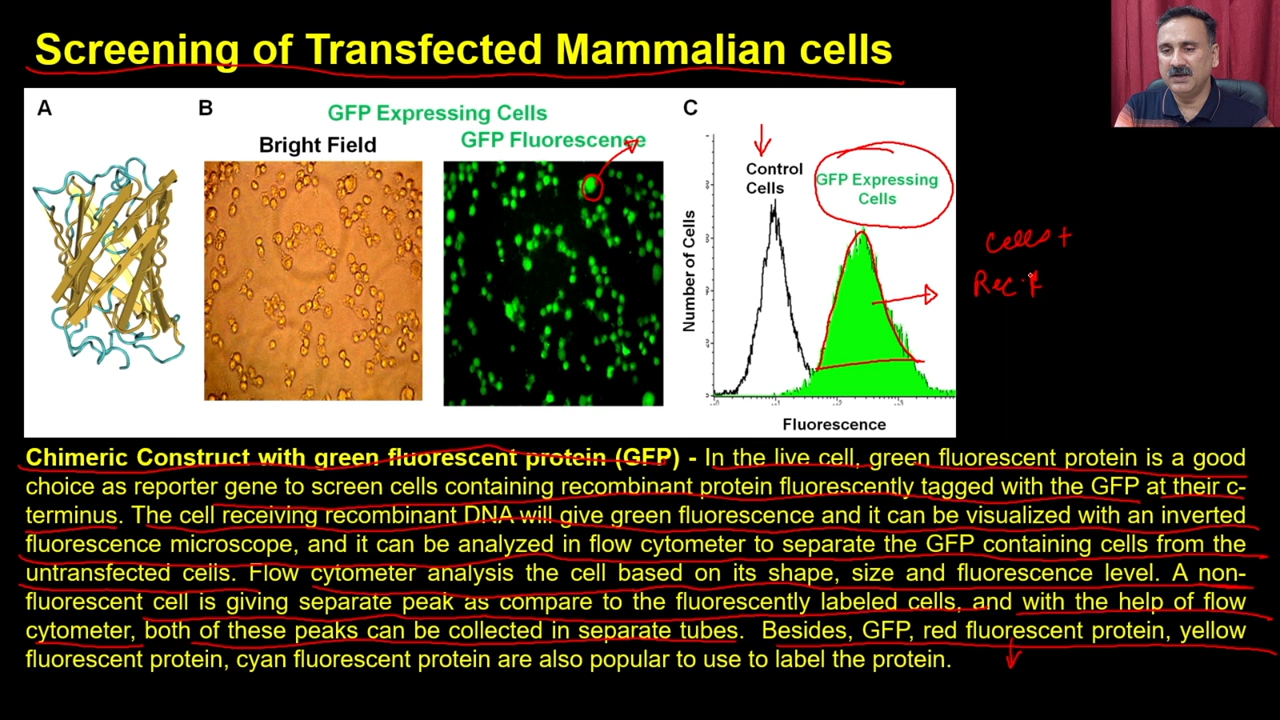 Screening of Transfected Mammalian cells
A
B
GFP Expressing Cells
Bright Field
GFP Fluorescence
C
Control
Cells
GFP Expressing
Cells
Number of Cells
Fluorescence
Cells +
Rec
Chimeric Construct with green fluorescent protein (GFP) - In the live cell, green fluorescent protein is a good
choice as reporter gene to screen cells containing recombinant protein fluorescently tagged with the GFP at their c-
terminus. The cell receiving recombinant DNA will give green fluorescence and it can be visualized with an inverted
fluorescence microscope, and it can be analyzed in flow cytometer to separate the GFP containing cells from the
untransfected cells. Flow cytometer analysis the cell based on its shape, size and fluorescence level. A non-
fluorescent cell is giving separate peak as compare to the fluorescently labeled cells, and with the help of flow
cytometer, both of these peaks can be collected in separate tubes. Besides, GFP, red fluorescent protein, yellow
fluorescent protein, cyan fluorescent protein are also popular to use to label the protein.